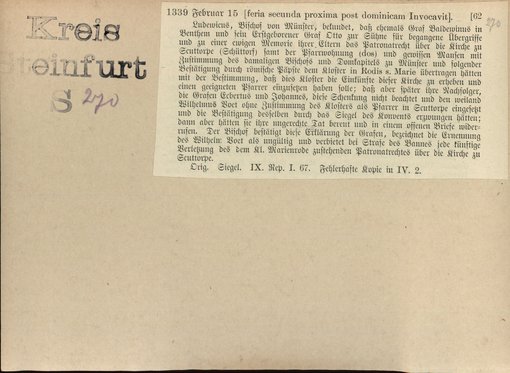 Kreis
einfurt
S 270
1339 Februar 15 [feria secunda proxima post dominicam Invocavit]. [62
270
Ludewicus, Bischof von Münster, bekundet, daß ehemals Graf Baldewinus in
Benthem und sein Erstgeborener Graf Otto zur Sühne für begangene Übergriffe
und zu einer ewigen Memorie ihrer Eltern das Patronatrecht über die Kirche zu
Scuttorpe (Schüttorf) samt der Pfarrwohnung (dos) und gewissen Mansen mit
Zustimmung des damaligen Bischofs und Domkapitels zu Münster und folgender
Bestätigung durch römische Päpste dem Kloster in Rodis s. Marie übertragen hätten
mit der Bestimmung, daß dies Kloster die Einkünfte dieser Kirche zu erheben und
einen geeigneten Pfarrer einzusetzen haben solle; daß aber später ihre Nachfolger,
die Grafen Ecbertus und Johannes, diese Schenkung nicht beachtet und den weiland
Wilhelmus Voet ohne Zustimmung des Klosters als Pfarrer in Scuttorpe eingesetzt
und die Bestätigung desselben durch das Siegel des Konvents erzwungen hätten;
dann aber hätten sie ihre ungerechte Tat bereut und in einem offenen Briefe wider-
rufen. Der Bischof bestätigt diese Erklärung der Grafen, bezeichnet die Ernennung
des Wilhelm Voet als ungültig und verbietet bei Strafe des Bannes jede künftige
Verletzung des dem Kl. Marienrode zustehenden Patronatrechtes über die Kirche zu
Scuttorpe.
Orig. Siegel. IX. Rep. I. 67. Fehlerhafte Kopie in IV. 2.